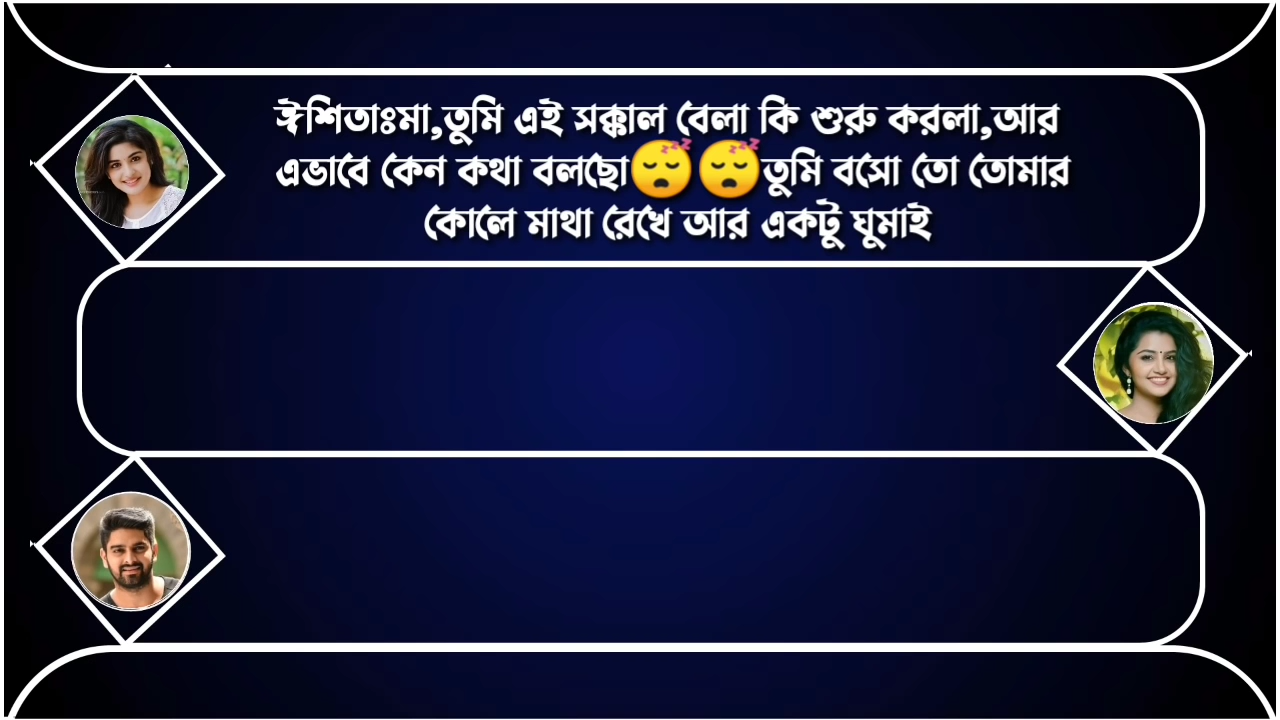 ঈশিতাঃমা,তুমি এই সক্কাল বেলা কি শুরু করলা,আর
এভাবে কেন কথা বলছো😴😴তুমি বসো তো তোমার
কোলে মাথা রেখে আর একটু ঘুমাই